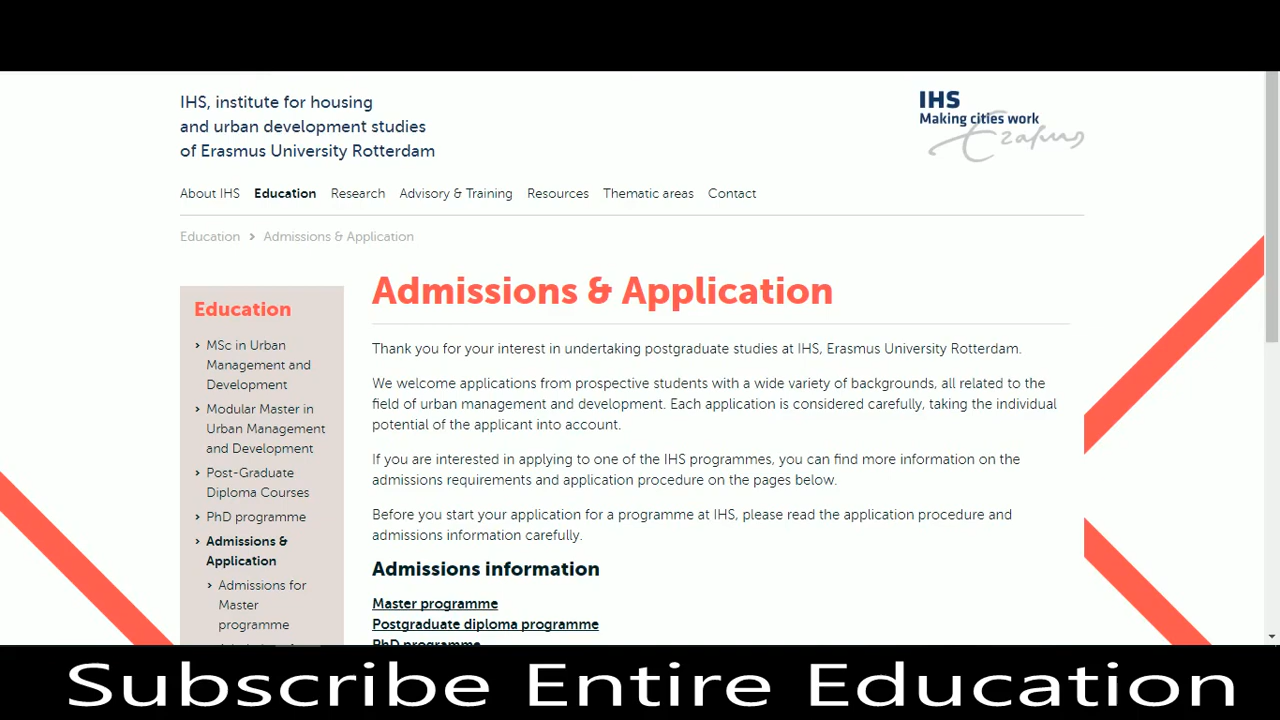 IHS, institute for housing
and urban development studies
of Erasmus University Rotterdam
IHS
Making cities work
Erasmus
About IHS Education Research Advisory & Training Resources Thematic areas Contact
Education > Admissions & Application
Education
> MSc in Urban
Management and
Development
> Modular Master in
Urban Management
and Development
> Post-Graduate
Diploma Courses
> PhD programme
> Admissions &
Application
> Admissions for
Master
programme
Admissions & Application
Thank you for your interest in undertaking postgraduate studies at IHS, Erasmus University Rotterdam.
We welcome applications from prospective students with a wide variety of backgrounds, all related to the
field of urban management and development. Each application is considered carefully, taking the individual
potential of the applicant into account.
If you are interested in applying to one of the IHS programmes, you can find more information on the
admissions requirements and application procedure on the pages below.
Before you start your application for a programme at IHS, please read the application procedure and
admissions information carefully.
Admissions information
Master programme
Postgraduate diploma programme
PhD programme
Subscribe Entire Education